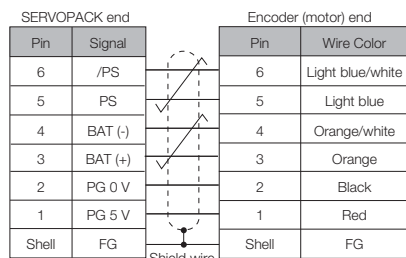 SERVOPACK end Encoder (motor) end
Pin Signal Pin Wire Color
6 /PS 6 Light blue/white
5 PS 5 Light blue
4 BAT (-) 4 Orange/white
3 BAT (+) 3 Orange
2 PG 0 V 2 Black
1 PG 5 V 1 Red
Shell FG Shell FG
Shield wire